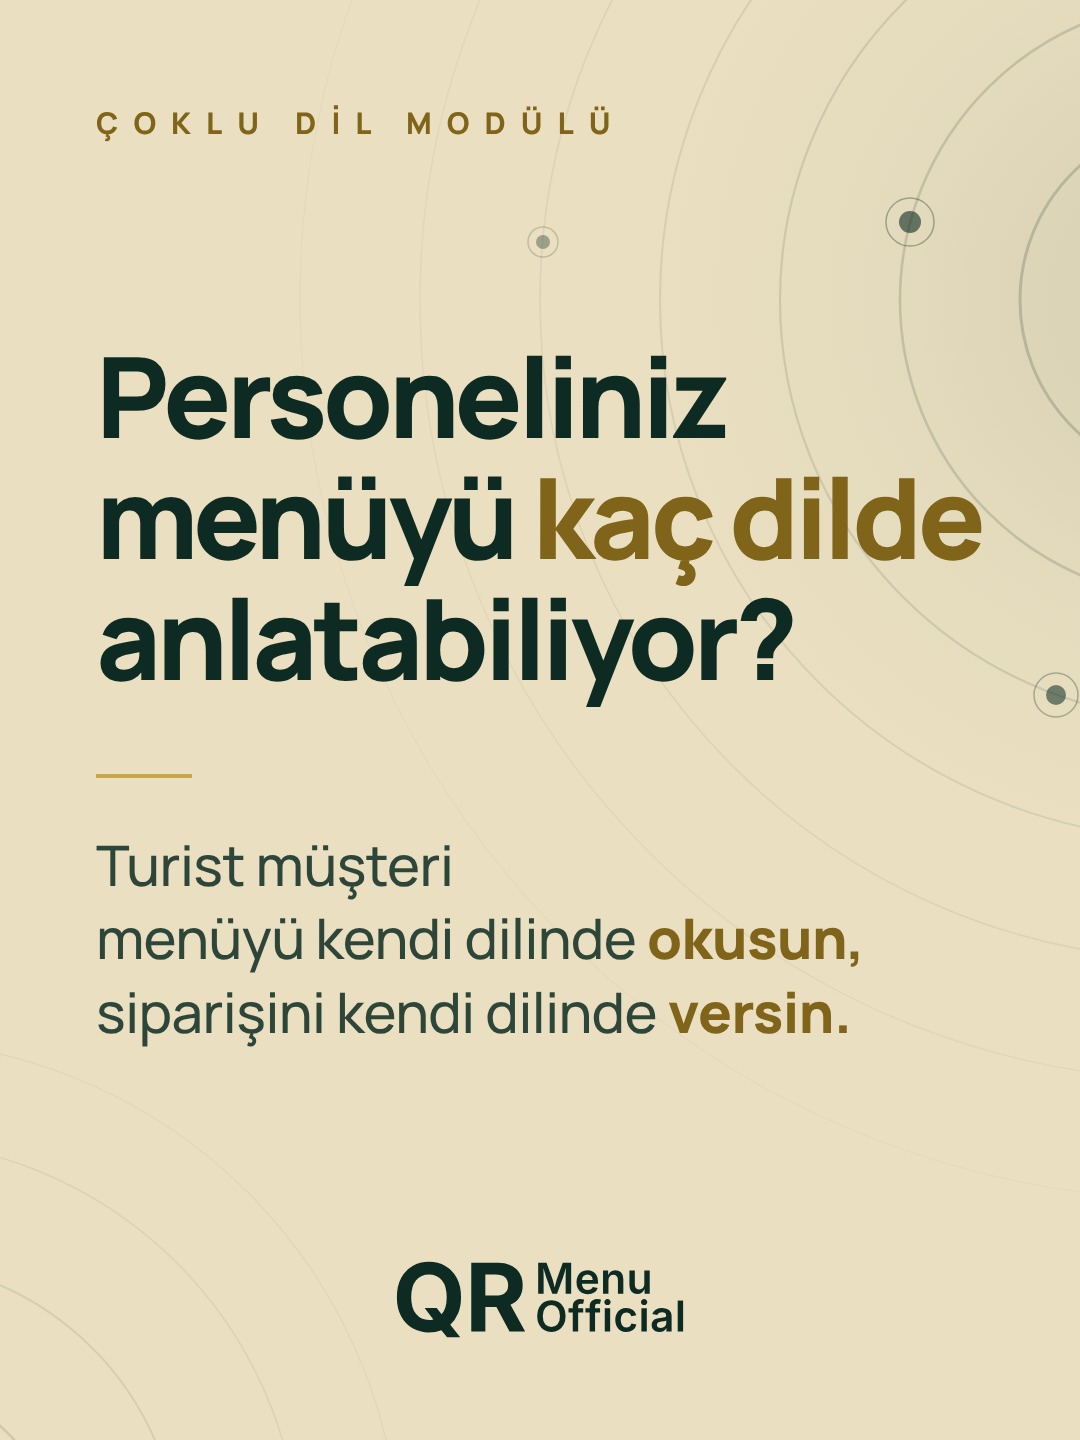 ÇOKLU DİL MODÜLÜ
Personeliniz
menüyü kaç dilde
anlatabiliyor?
Turist müşteri
menüyü kendi dilinde okusun,
siparişini kendi dilinde versin.
QR Menu
Official